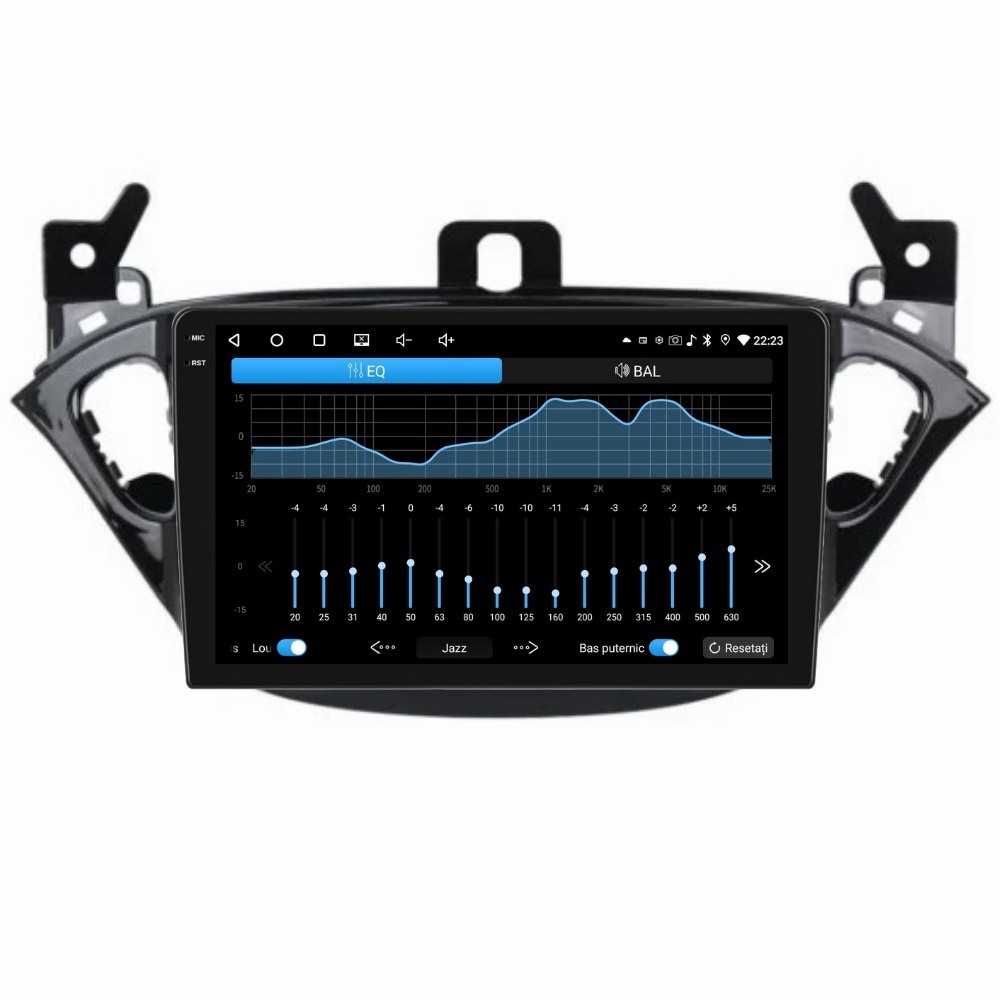 MIC
22:23
RST
EQ
BAL
15
0
-15
20 50 100 200 500 1K 2K 5K 10K 25K
-4 -4 -3 -1 0 -4 -6 -10 -10 -11 -4 -3 -2 -2 +2 +5
15
0
-15
20 25 31 40 50 63 80 100 125 160 200 250 315 400 500 630
s Lou Jazz Bas puternic Resetați